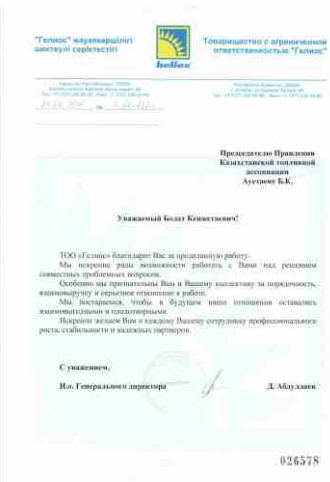 "Гелиос" жауапкершілігі
шектеулі серіктестігі
helios
Товарищество с ограниченной
ответственностью "Гелиос"
Председателю Правления
Казахстанской топливной
ассоциации
Ауетаеву Б.К.
Уважаемый Болат Кенжетаевич!
ТОО «Гелиос» благодарит Вас за проделанную работу.
Мы искренне рады возможности работать с Вами над решением
совместных проблемных вопросов.
Особенно мы признательны Вам и Вашему коллективу за порядочность,
взаимовыручку и серьезное отношение к работе.
Мы постараемся, чтобы в будущем наши отношения оставались
взаимовыгодными и плодотворными.
Искренне желаем Вам и каждому Вашему сотруднику профессионального
роста, стабильности и надежных партнеров.
С уважением,
И.о. Генерального директора
Д. Абдуллаев
026578